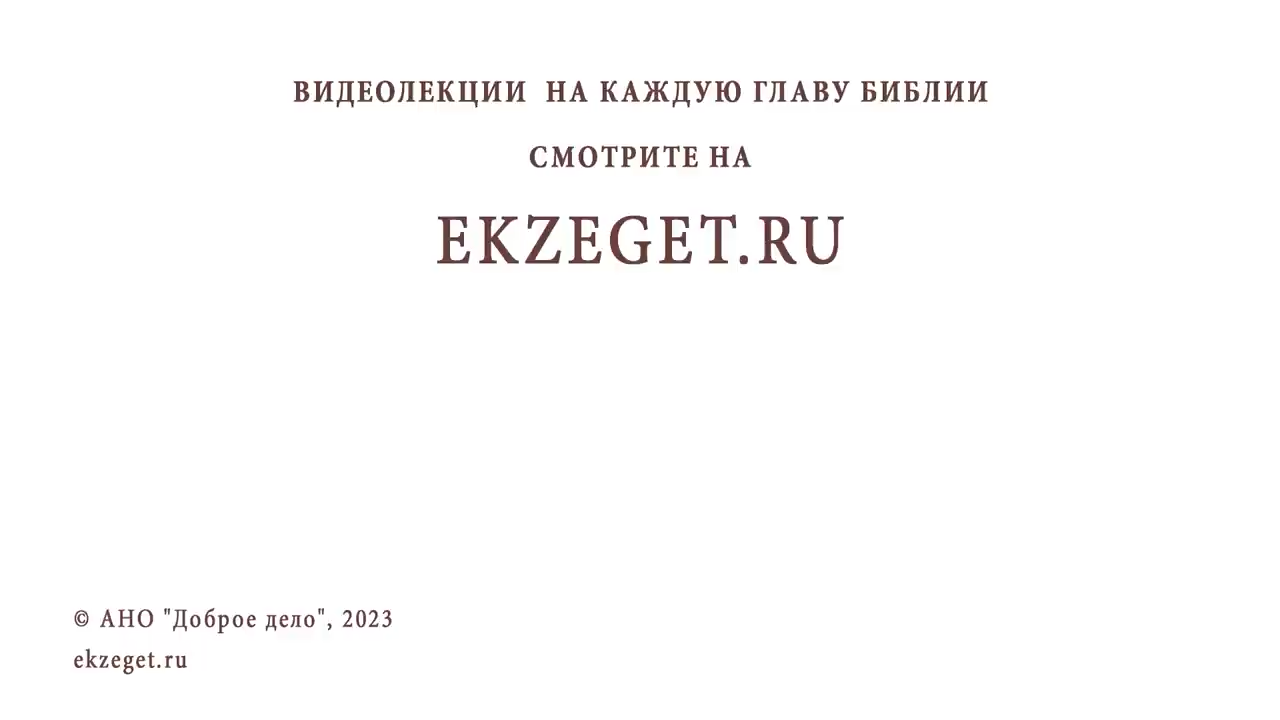 ВИДЕОЛЕКЦИИ НА КАЖДУЮ ГЛАВУ БИБЛИИ
СМОТРИТЕ НА
EKZEGET.RU
© АНО "Доброе дело", 2023
ekzeget.ru